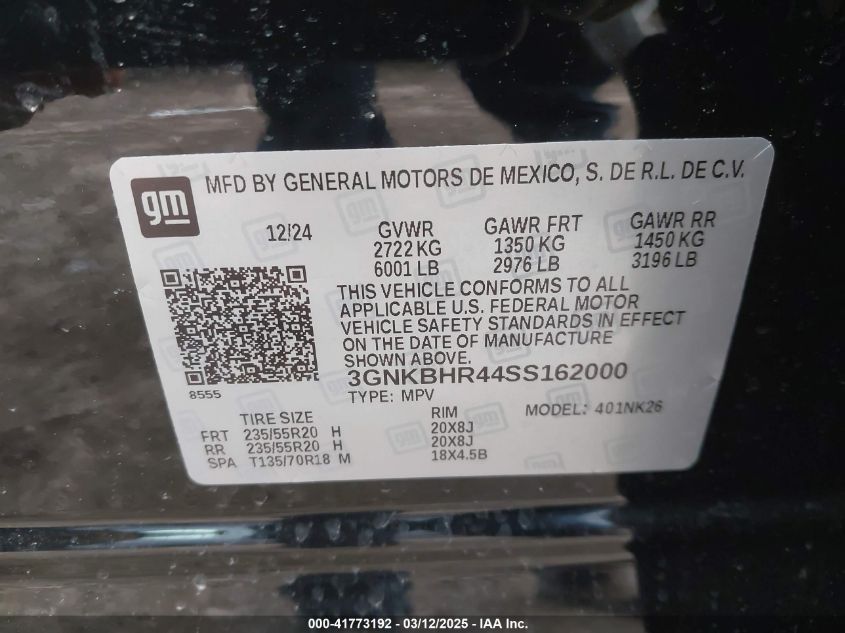 gm
MFD BY GENERAL MOTORS DE MEXICO, S. DE R.L. DE C.V.
12/24
GVWR GAWR FRT GAWR RR
2722 KG 1350 KG 1450 KG
6001 LB 2976 LB 3196 LB
THIS VEHICLE CONFORMS TO ALL
APPLICABLE U.S. FEDERAL MOTOR
VEHICLE SAFETY STANDARDS IN EFFECT
ON THE DATE OF MANUFACTURE
SHOWN ABOVE.
3GNKBHR44SS162000
8555
TYPE: MPV
MODEL: 401NK26
TIRE SIZE RIM
FRT 235/55R20 H 20X8J
RR 235/55R20 H 20X8J
SPA T135/70R18 M 18X4.5B
000-41773192 - 03/12/2025 - IAA Inc.